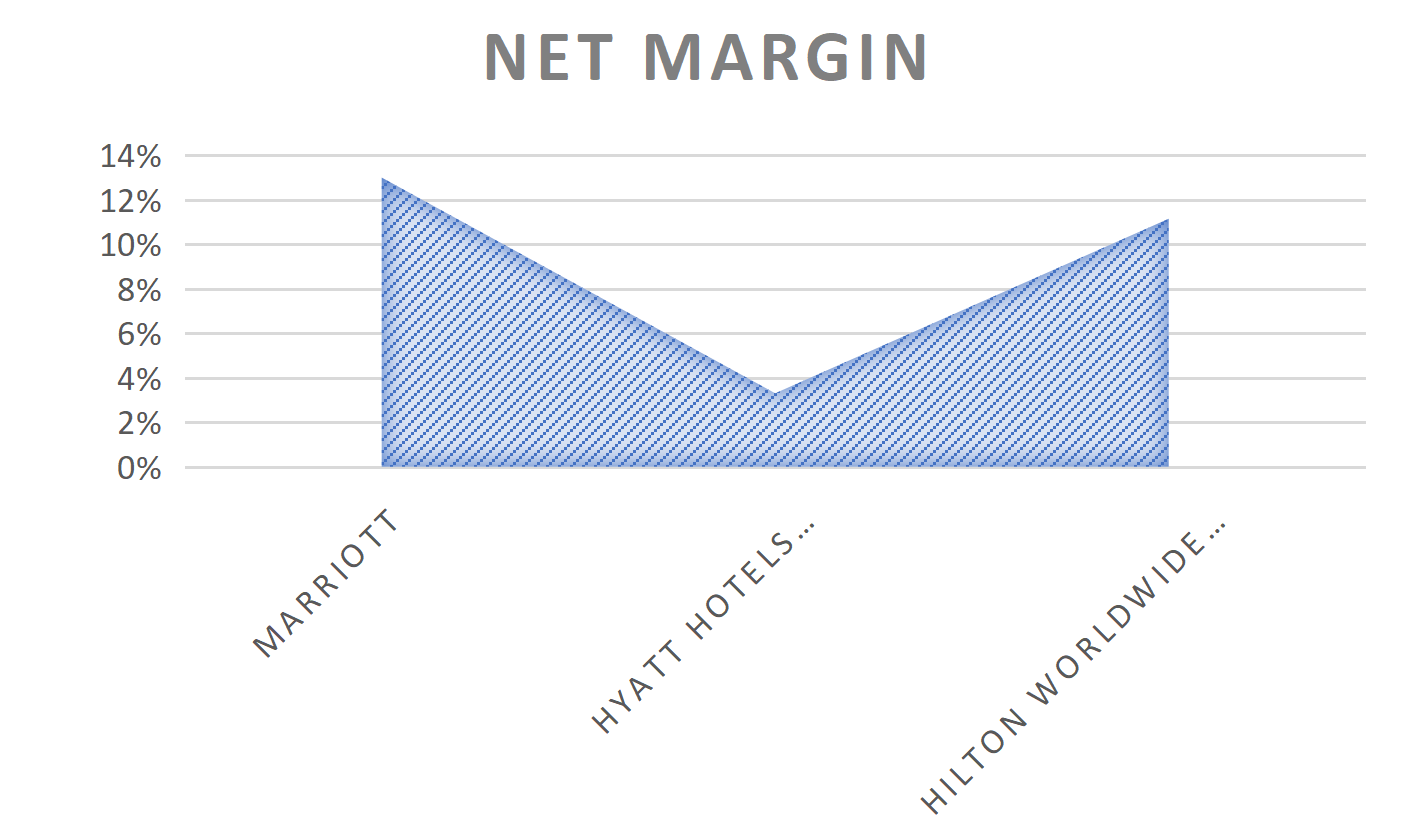 NET MARGIN
14%
12%
10%
8%
6%
4%
2%
0%
MARRIOTT
HYATT HOTELS...
HILTON WORLDWIDE...